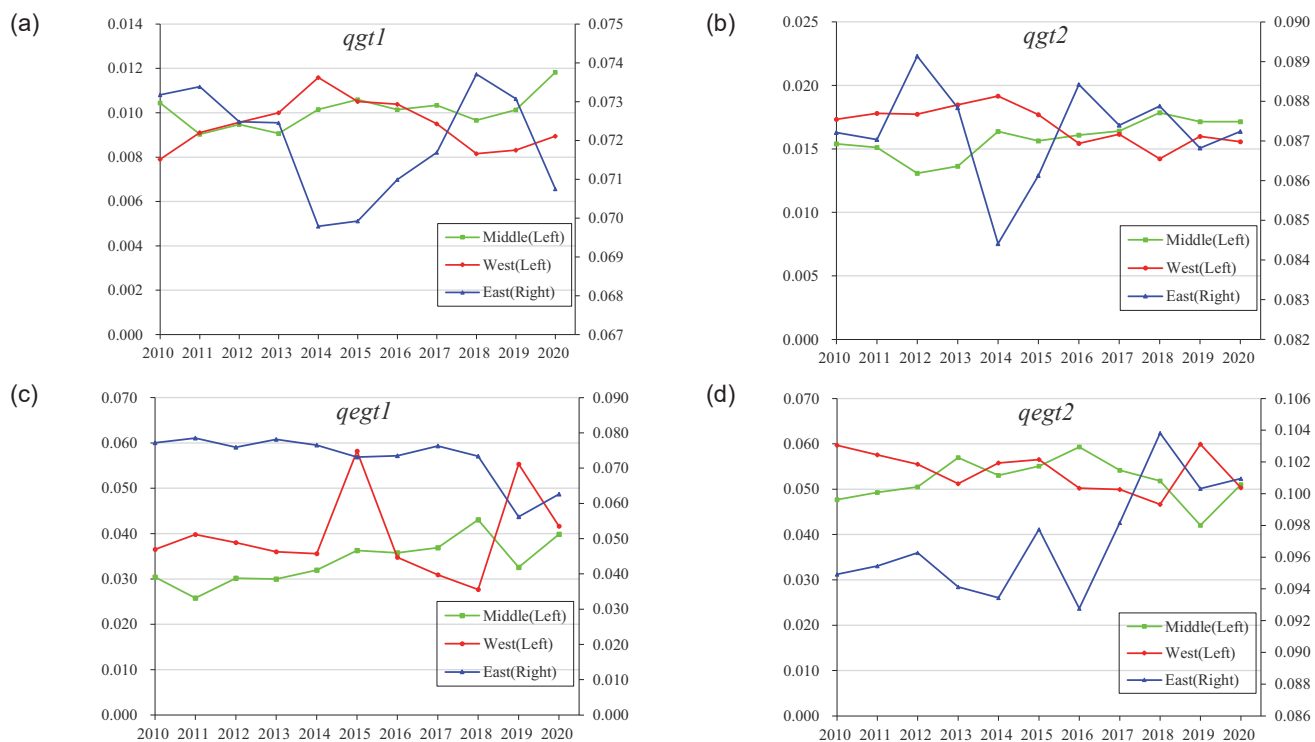 (a)
qgt1
0.014
0.012
0.010
0.008
0.006
0.004
0.002
0.000
0.075
0.074
0.073
0.072
0.071
0.070
0.069
0.068
0.067
Middle(Left)
West(Left)
East(Right)
2010 2011 2012 2013 2014 2015 2016 2017 2018 2019 2020
(b)
qgt2
0.025
0.020
0.015
0.010
0.005
0.000
0.090
0.089
0.088
0.087
0.086
0.085
0.084
0.083
0.082
Middle(Left)
West(Left)
East(Right)
2010 2011 2012 2013 2014 2015 2016 2017 2018 2019 2020
(c)
qegt1
0.070
0.060
0.050
0.040
0.030
0.020
0.010
0.000
0.090
0.080
0.070
0.060
0.050
0.040
0.030
0.020
0.010
0.000
Middle(Left)
West(Left)
East(Right)
2010 2011 2012 2013 2014 2015 2016 2017 2018 2019 2020
(d)
qegt2
0.070
0.060
0.050
0.040
0.030
0.020
0.010
0.000
0.106
0.104
0.102
0.100
0.098
0.096
0.094
0.092
0.090
0.088
0.086
Middle(Left)
West(Left)
East(Right)
2010 2011 2012 2013 2014 2015 2016 2017 2018 2019 2020